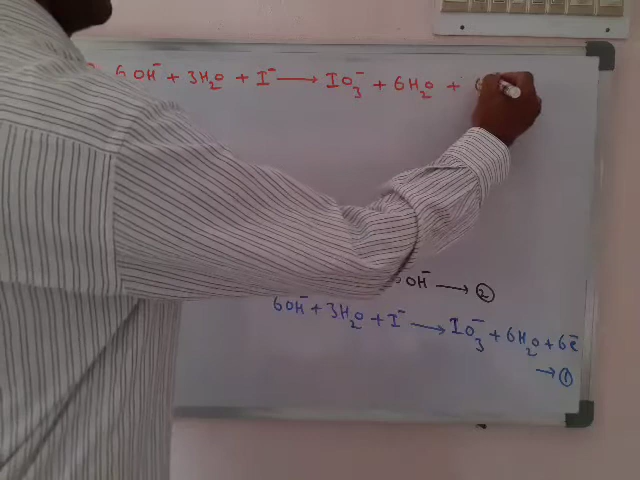 6OH⁻ + 3H₂O + I⁻ ⟶ IO₃⁻ + 6H₂O + 6
OH⁻ ⟶ ②
6OH⁻ + 3H₂O + I⁻ ⟶ IO₃⁻ + 6H₂O + 6e⁻
⟶ ①